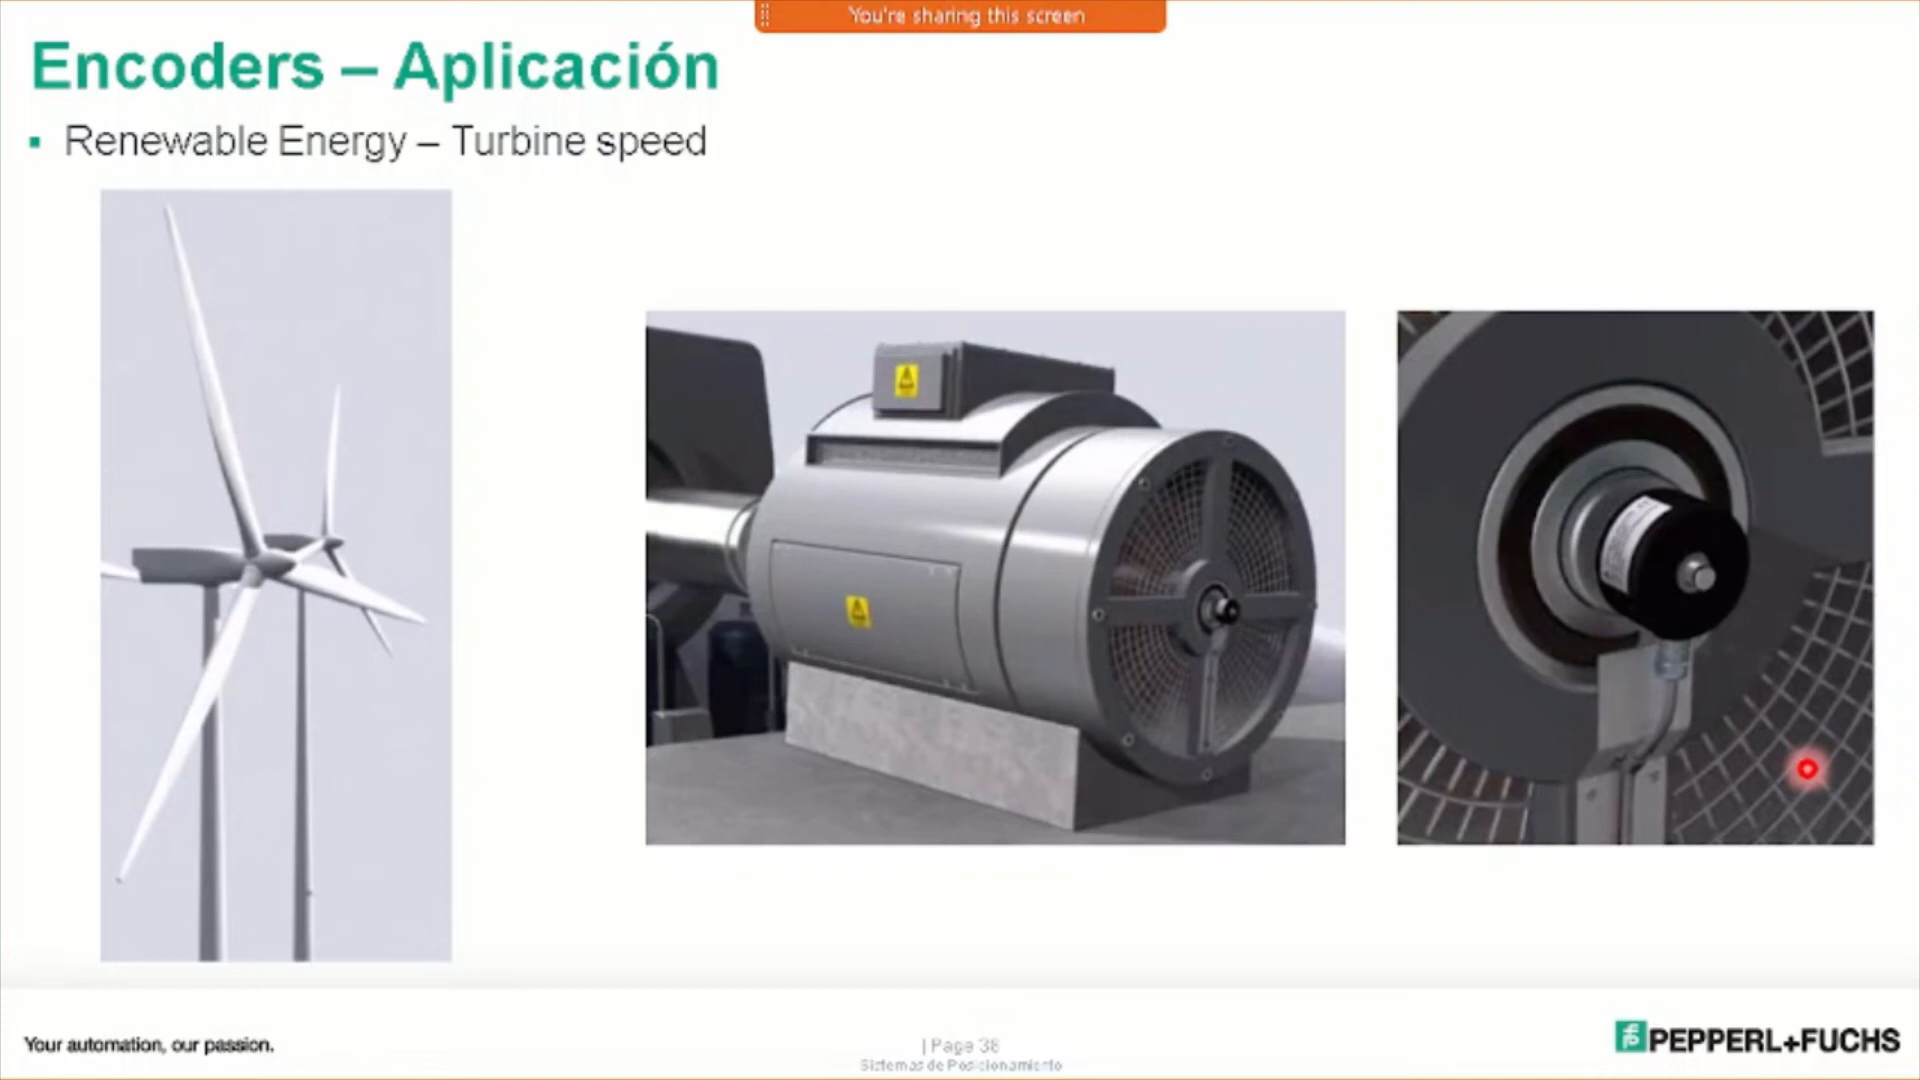 You're sharing this screen
Encoders – Aplicación
▪ Renewable Energy – Turbine speed
Your automation, our passion.
| Page 38
Sistemas de Posicionamiento
PEPPERL+FUCHS